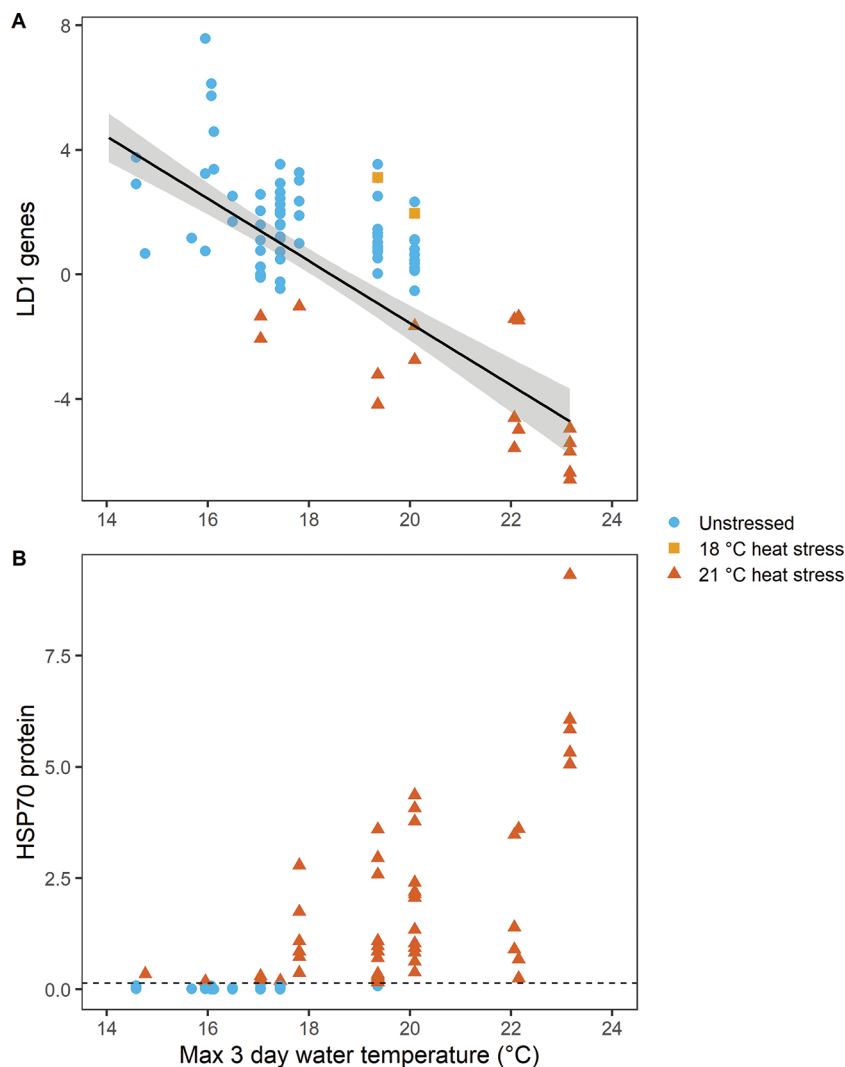 A
8
4
0
-4
LD1 genes
14 16 18 20 22 24
Unstressed
18 °C heat stress
21 °C heat stress
B
7.5
5.0
2.5
0.0
HSP70 protein
14 16 18 20 22 24
Max 3 day water temperature (°C)